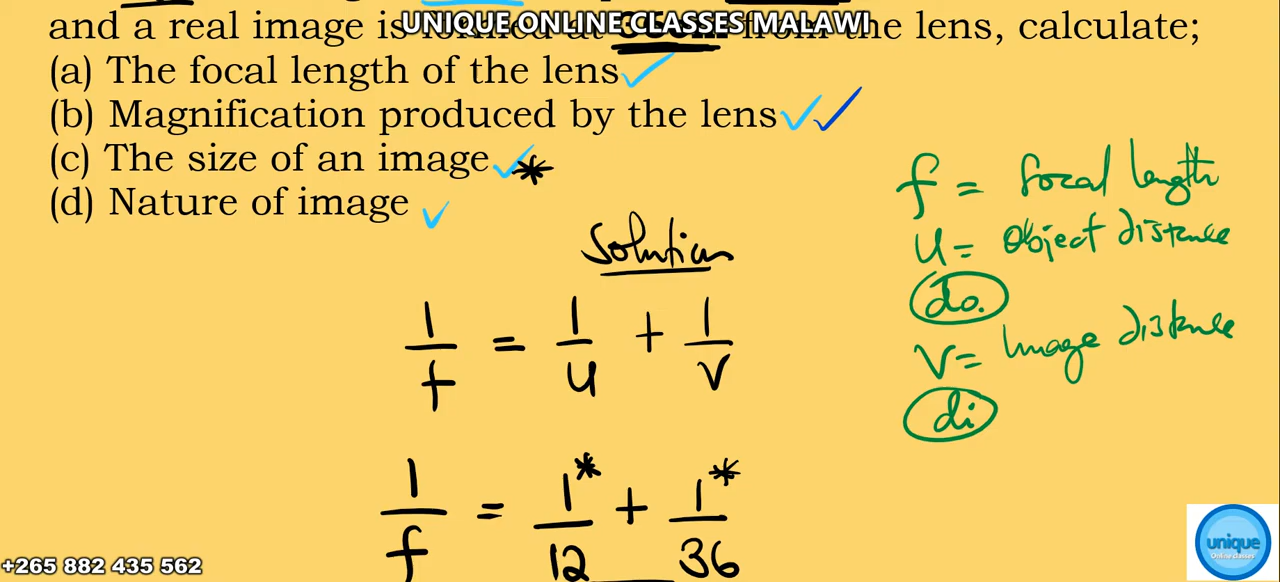 UNIQUE ONLINE CLASSES MALAWI
and a real image is from the lens, calculate;
(a) The focal length of the lens
(b) Magnification produced by the lens
(c) The size of an image *
(d) Nature of image
Solution
1/f = 1/u + 1/v
1/f = 1*/12 + 1*/36
f = focal length
u = Object distance
do.
v = Image distance
di
+265 882 435 562
unique
Online classes